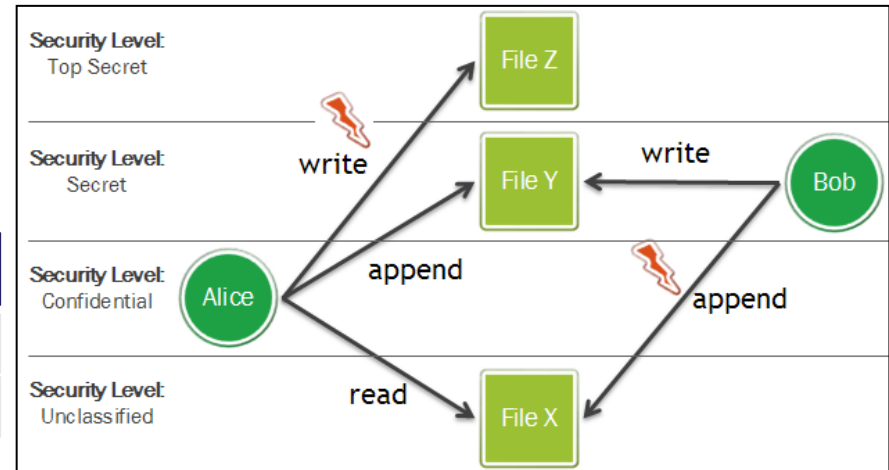 Security Level:
Top Secret
File Z
Security Level:
Secret
write
File Y
write
Bob
Security Level:
Confidential
Alice
append
append
Security Level:
Unclassified
read
File X